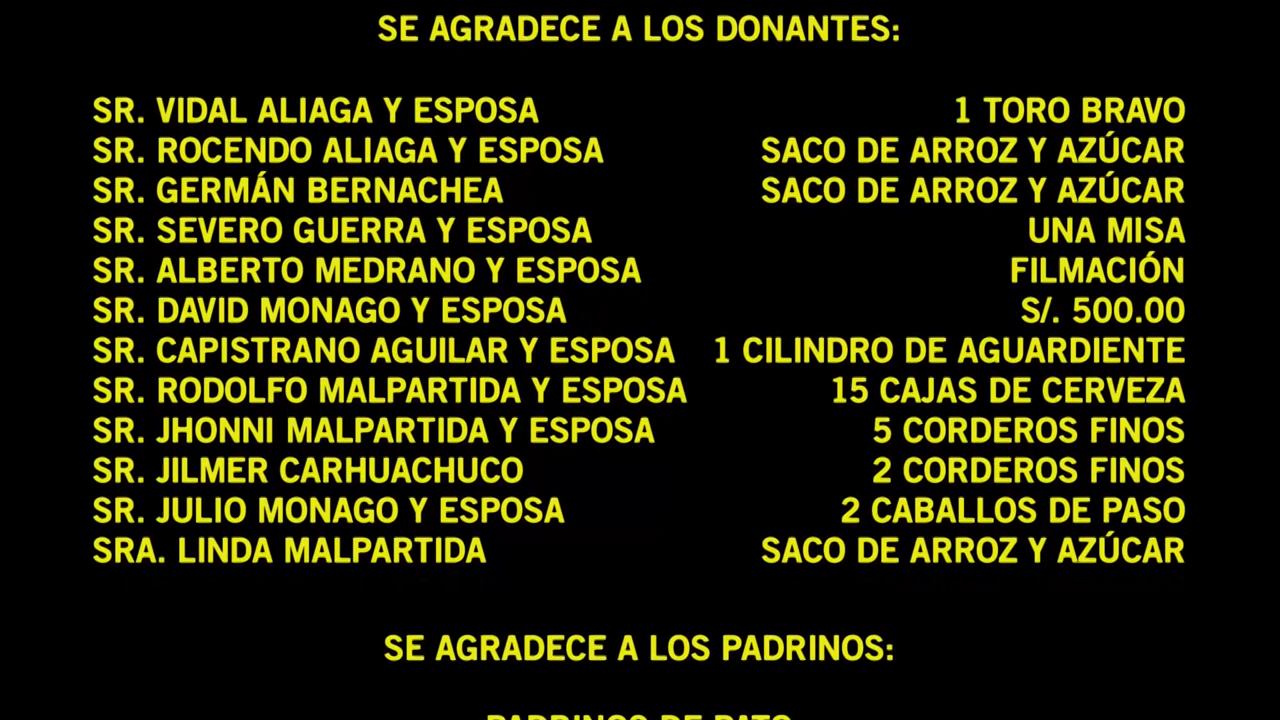 SE AGRADECE A LOS DONANTES:
SR. VIDAL ALIAGA Y ESPOSA 1 TORO BRAVO
SR. ROCENDO ALIAGA Y ESPOSA SACO DE ARROZ Y AZÚCAR
SR. GERMÁN BERNACHEA SACO DE ARROZ Y AZÚCAR
SR. SEVERO GUERRA Y ESPOSA UNA MISA
SR. ALBERTO MEDRANO Y ESPOSA FILMACIÓN
SR. DAVID MONAGO Y ESPOSA S/. 500.00
SR. CAPISTRANO AGUILAR Y ESPOSA 1 CILINDRO DE AGUARDIENTE
SR. RODOLFO MALPARTIDA Y ESPOSA 15 CAJAS DE CERVEZA
SR. JHONNI MALPARTIDA Y ESPOSA 5 CORDEROS FINOS
SR. JILMER CARHUACHUCO 2 CORDEROS FINOS
SR. JULIO MONAGO Y ESPOSA 2 CABALLOS DE PASO
SRA. LINDA MALPARTIDA SACO DE ARROZ Y AZÚCAR
SE AGRADECE A LOS PADRINOS:
PADRINOS DE